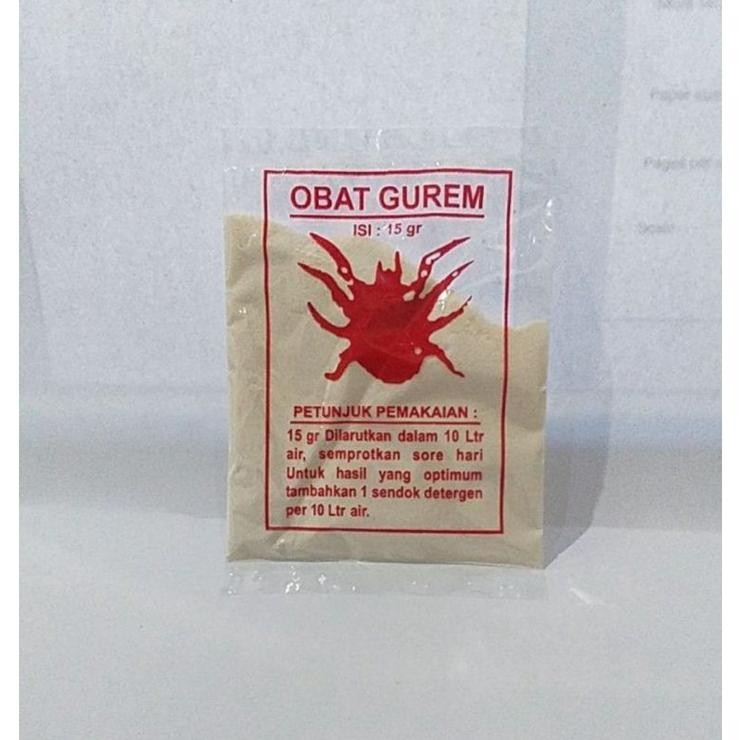 OBAT GUREM
ISI : 15 gr
PETUNJUK PEMAKAIAN :
15 gr Dilarutkan dalam 10 Ltr
air, semprotkan sore hari
Untuk hasil yang optimum
tambahkan 1 sendok detergen
per 10 Ltr air.